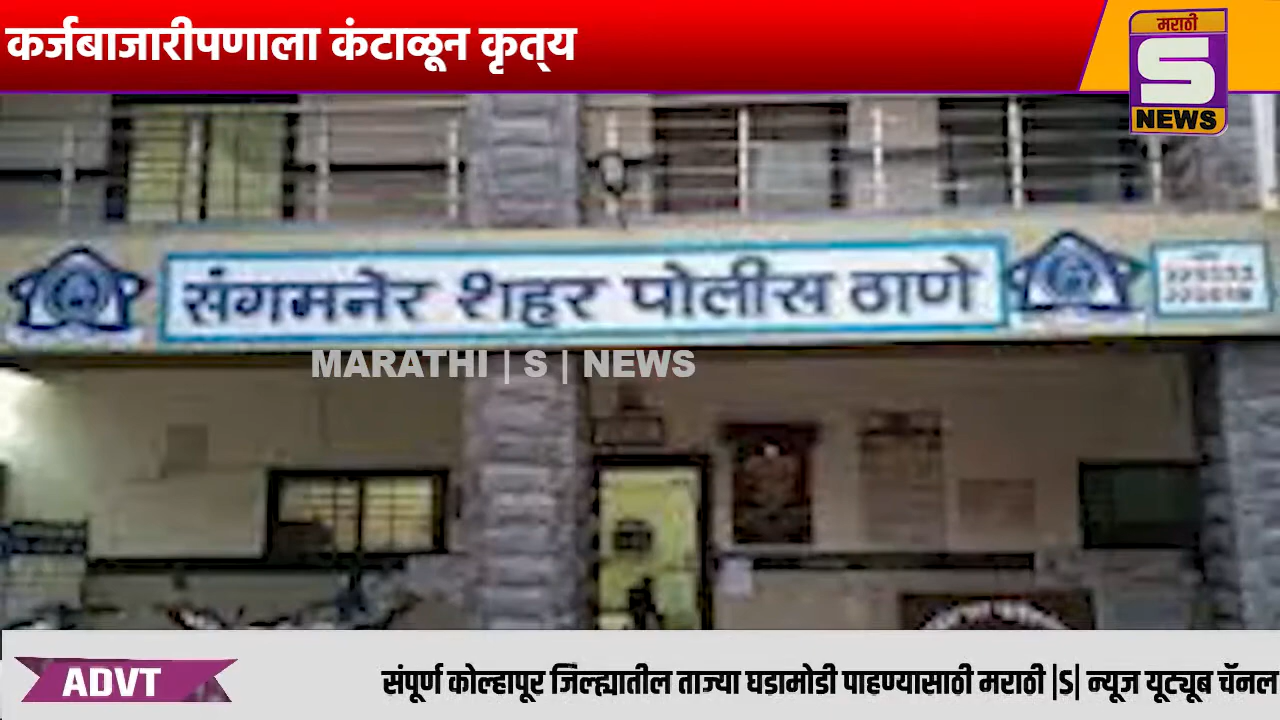 कर्जबाजारीपणाला कंटाळून कृत्य
मराठी
S
NEWS
संगमनेर शहर पोलीस ठाणे
MARATHI | S | NEWS
ADVT
संपूर्ण कोल्हापूर जिल्ह्यातील ताज्या घडामोडी पाहण्यासाठी मराठी |S| न्यूज यूट्यूब चॅनल